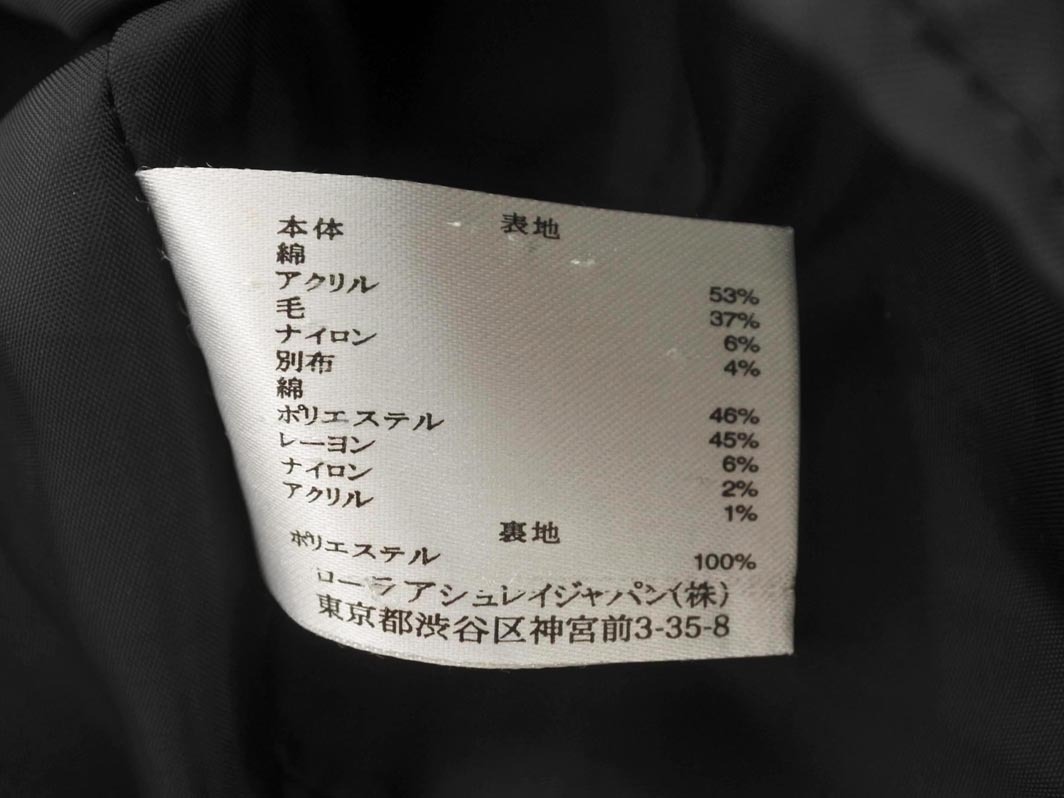 表地
本体
綿 53%
アクリル 37%
毛 6%
ナイロン 4%
別布
綿 46%
ポリエステル 45%
レーヨン 6%
ナイロン 2%
アクリル 1%
裏地
ポリエステル 100%
ローラ アシュレイジャパン(株)
東京都渋谷区神宮前3-35-8